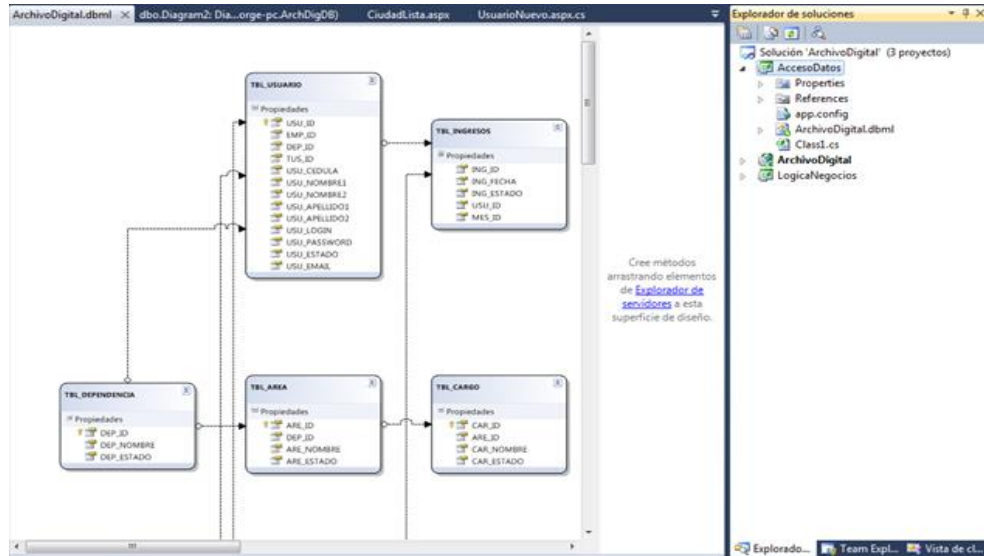 ArchivoDigital.dbml
dbo.Diagram2: Dia...orge-pc.ArchDigDB)
CiudadLista.aspx
UsuarioNuevo.aspx.cs
TBL_USUARIO
Propiedades
USU_ID
EMP_ID
DEP_ID
TUS_ID
USU_CEDULA
USU_NOMBRE1
USU_NOMBRE2
USU_APELLIDO1
USU_APELLIDO2
USU_LOGIN
USU_PASSWORD
USU_ESTADO
USU_EMAIL
TBL_INGRESOS
Propiedades
ING_ID
ING_FECHA
ING_ESTADO
USU_ID
MES_ID
TBL_DEPENDENCIA
Propiedades
DEP_ID
DEP_NOMBRE
DEP_ESTADO
TBL_AREA
Propiedades
ARE_ID
DEP_ID
ARE_NOMBRE
ARE_ESTADO
TBL_CARGO
Propiedades
CAR_ID
ARE_ID
CAR_NOMBRE
CAR_ESTADO
Cree métodos
arrastrando elementos
de Explorador de
servidores a esta
superficie de diseño.
Explorador de soluciones
Solución 'ArchivoDigital' (3 proyectos)
AccesoDatos
Properties
References
app.config
ArchivoDigital.dbml
Class1.cs
ArchivoDigital
LogicaNegocios
Explorado...
Team Expl...
Vista de cl...